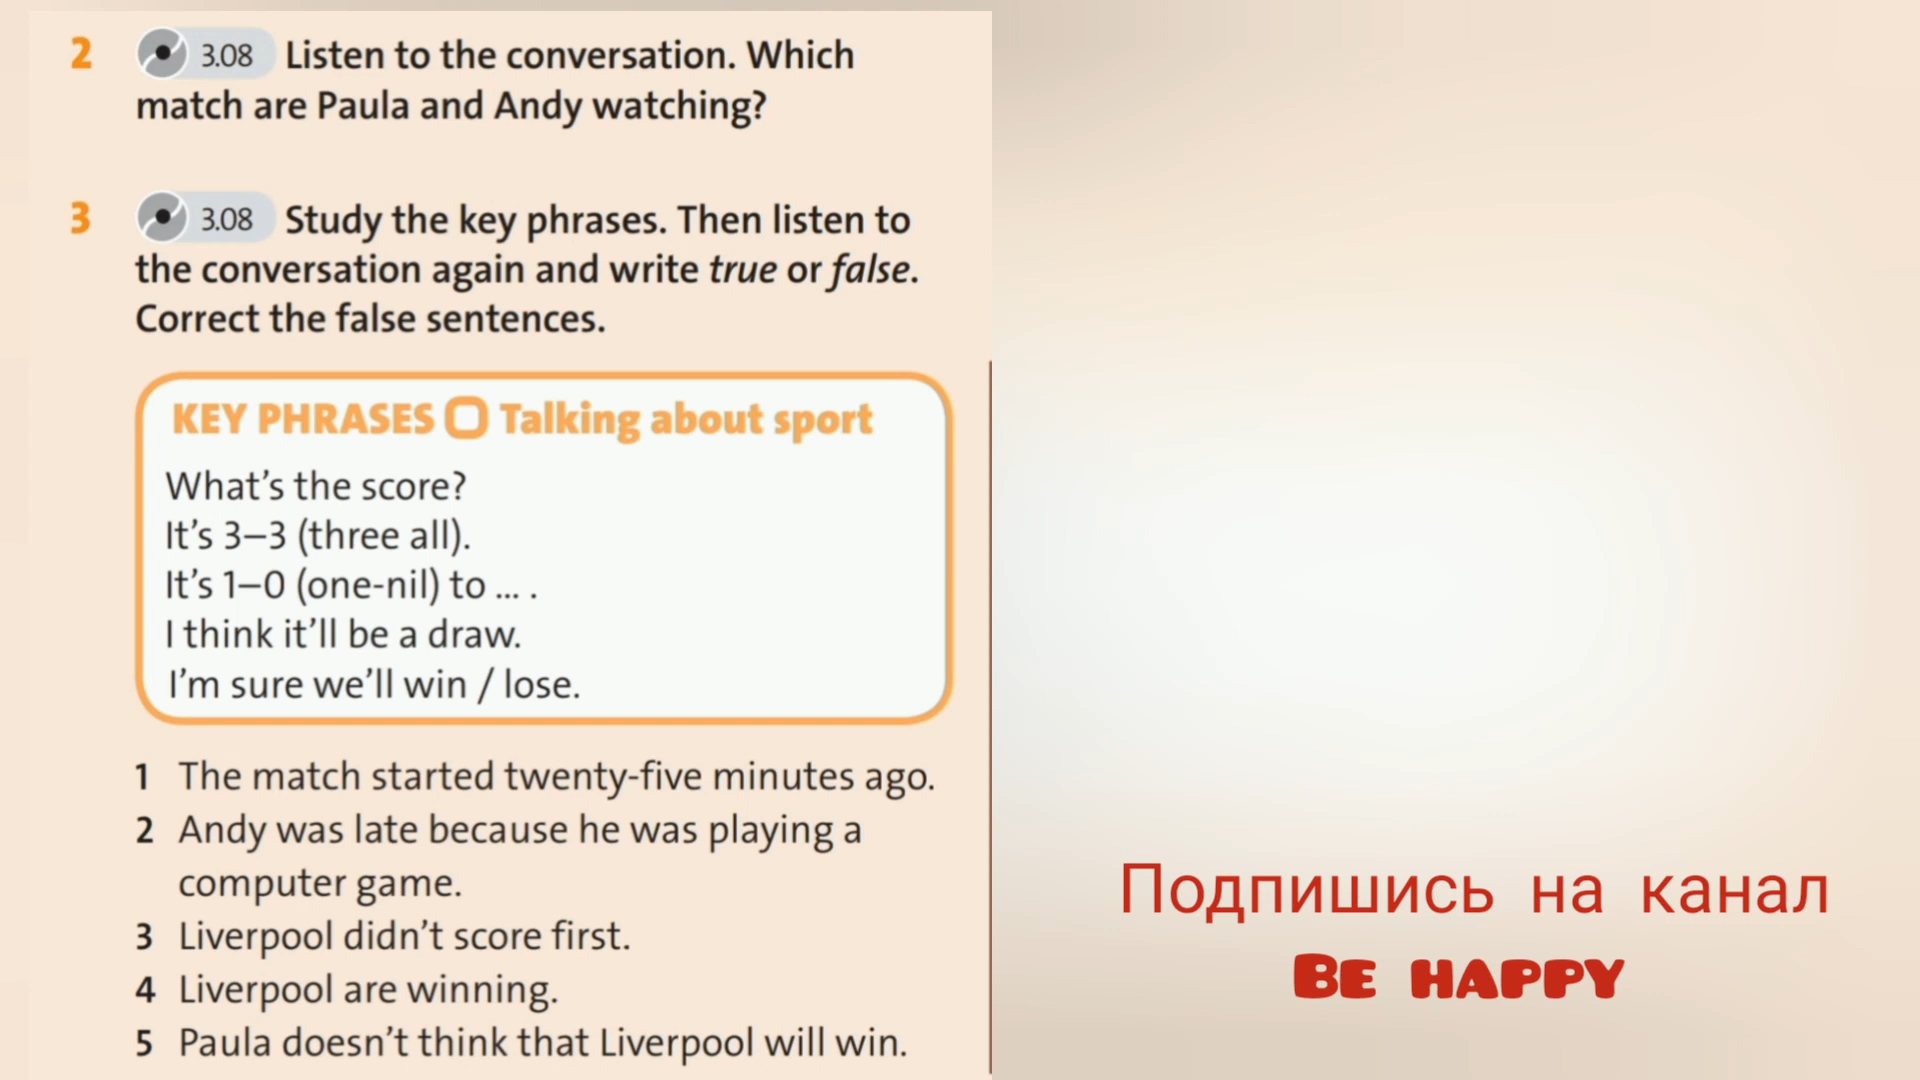 2 3.08 Listen to the conversation. Which
match are Paula and Andy watching?
3 3.08 Study the key phrases. Then listen to
the conversation again and write true or false.
Correct the false sentences.
KEY PHRASES Talking about sport
What's the score?
It's 3–3 (three all).
It's 1–0 (one-nil) to ... .
I think it'll be a draw.
I'm sure we'll win / lose.
1 The match started twenty-five minutes ago.
2 Andy was late because he was playing a
computer game.
3 Liverpool didn't score first.
4 Liverpool are winning.
5 Paula doesn't think that Liverpool will win.
Подпишись на канал
BE HAPPY